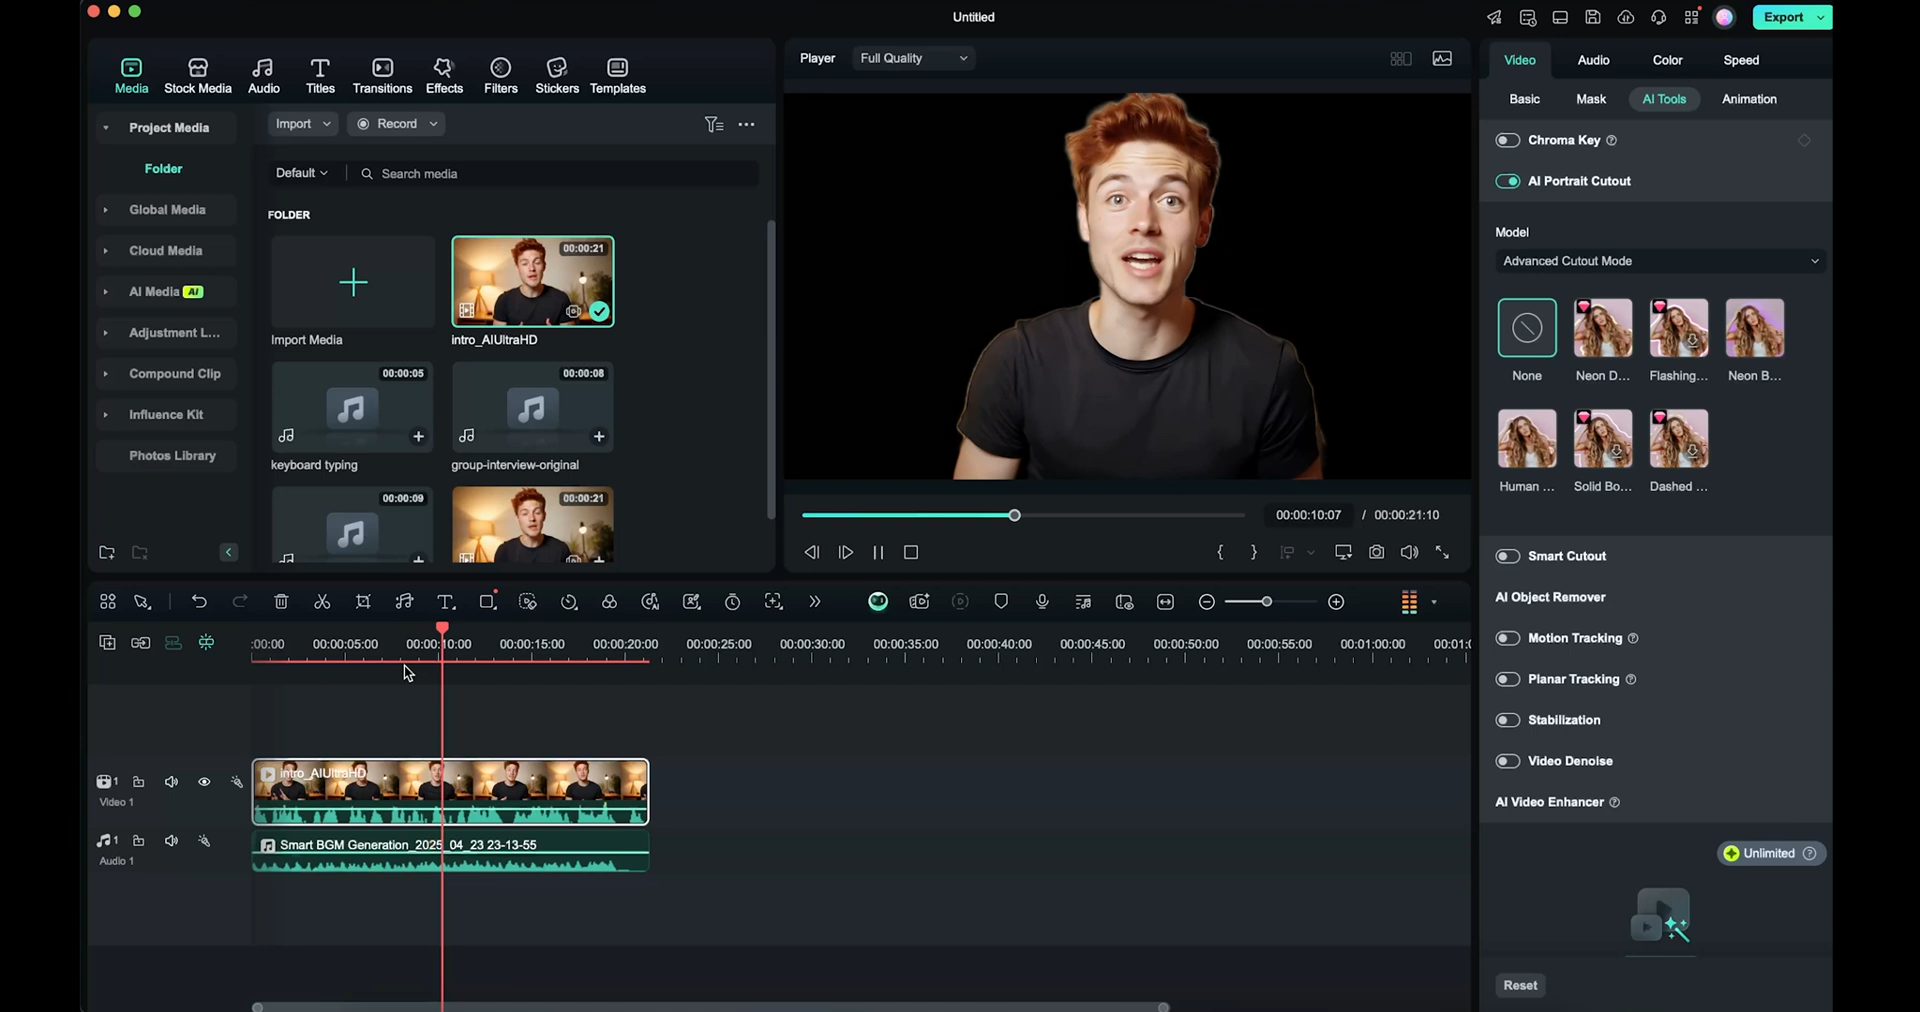 Untitled
Export
Media
Stock Media
Audio
Titles
Transitions
Effects
Filters
Stickers
Templates
Player
Full Quality
Video
Audio
Color
Speed
Basic
Mask
AI Tools
Animation
Project Media
Folder
Global Media
Cloud Media
AI Media AI
Adjustment L...
Compound Clip
Influence Kit
Photos Library
Import
Record
Default
Search media
FOLDER
Import Media
00:00:21
intro_AIUltraHD
00:00:05
keyboard typing
00:00:08
group-interview-original
00:00:09
00:00:21
00:00:10:07 / 00:00:21:10
Chroma Key
AI Portrait Cutout
Model
Advanced Cutout Mode
None
Neon D...
Flashing...
Neon B...
Human ...
Solid Bo...
Dashed ...
Smart Cutout
AI Object Remover
Motion Tracking
Planar Tracking
Stabilization
Video Denoise
AI Video Enhancer
Unlimited
Reset
:00:00
00:00:05:00
00:00:10:00
00:00:15:00
00:00:20:00
00:00:25:00
00:00:30:00
00:00:35:00
00:00:40:00
00:00:45:00
00:00:50:00
00:00:55:00
00:01:00:00
00:01:0
1
Video 1
intro_AIUltraHD
1
Audio 1
Smart BGM Generation_2025_04_23 23-13-55